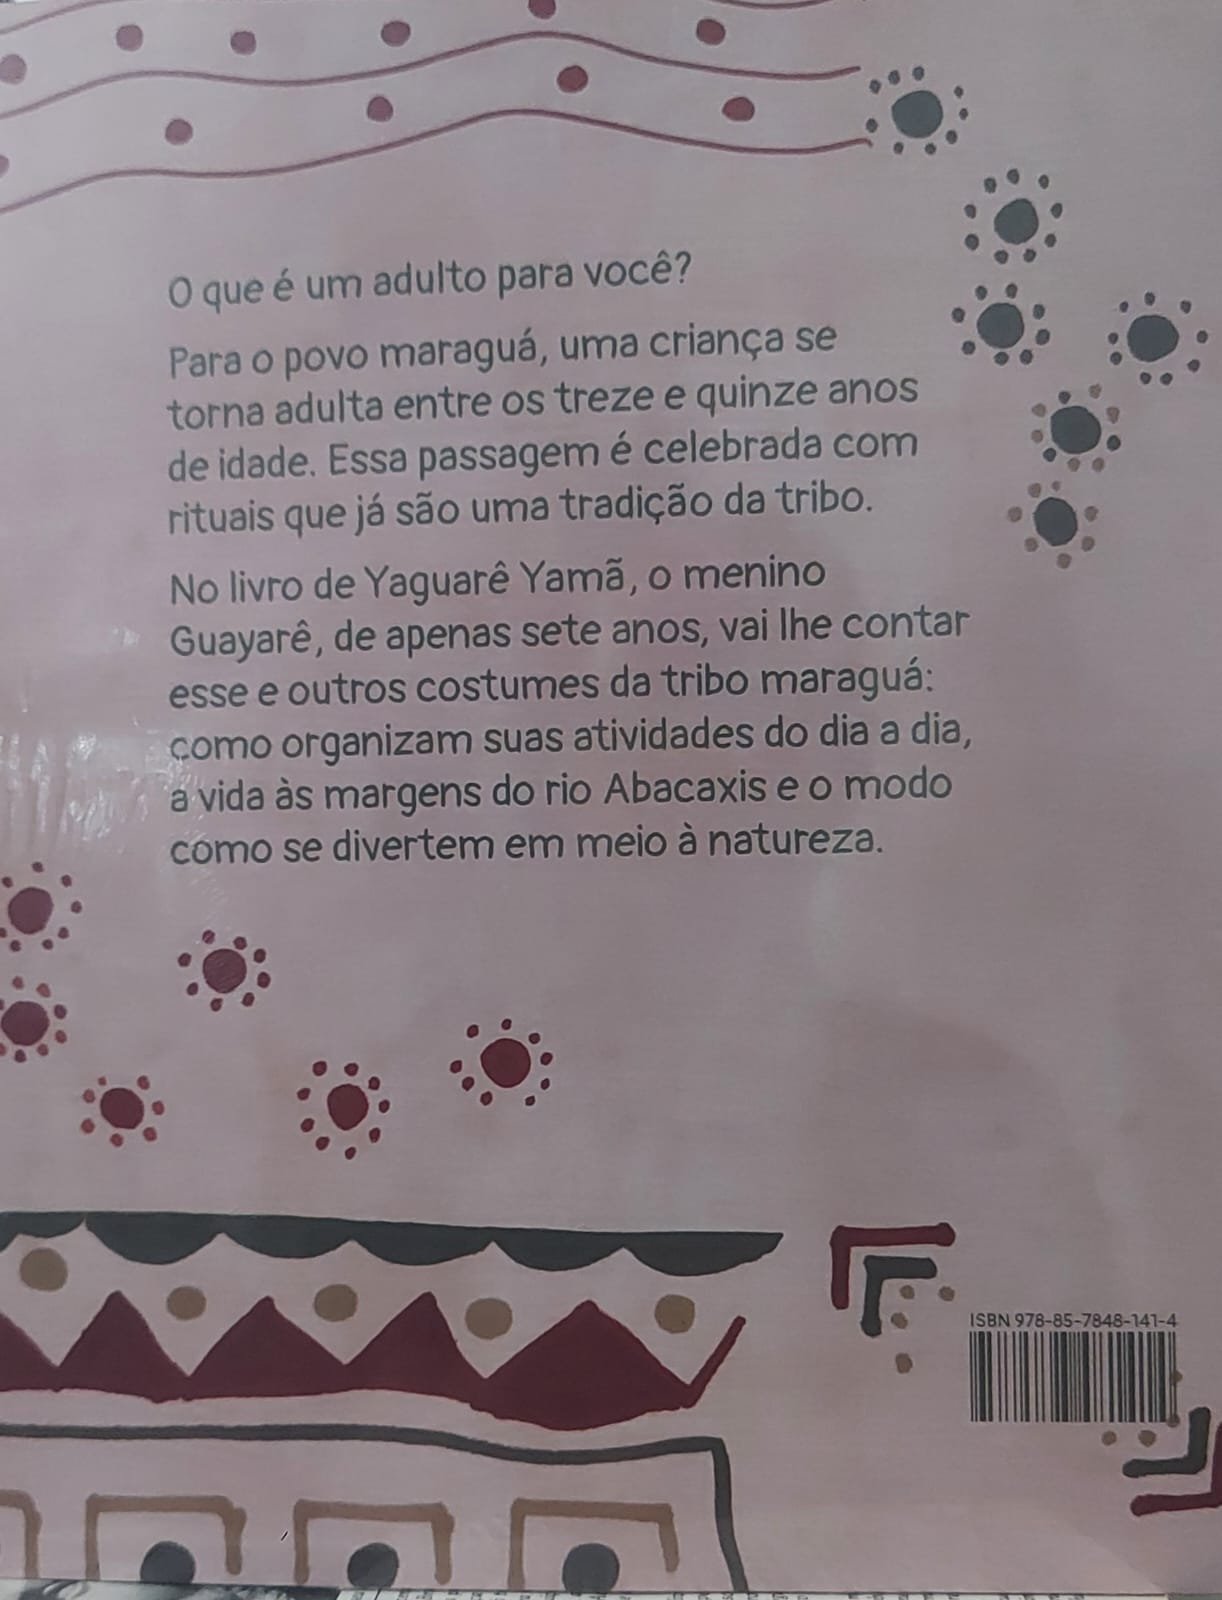 O que é um adulto para você?
Para o povo maraguá, uma criança se
torna adulta entre os treze e quinze anos
de idade. Essa passagem é celebrada com
rituais que já são uma tradição da tribo.
No livro de Yaguarê Yamã, o menino
Guayarê, de apenas sete anos, vai lhe contar
esse e outros costumes da tribo maraguá:
como organizam suas atividades do dia a dia,
a vida às margens do rio Abacaxis e o modo
como se divertem em meio à natureza.
ISBN 978-85-7848-141-4